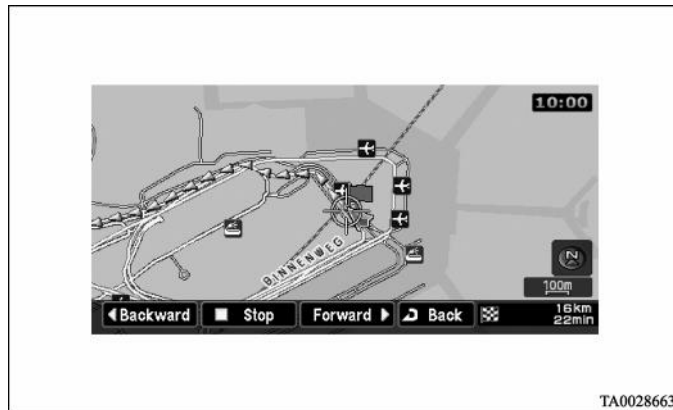 10:00
BINNENWEG
N
100m
Backward
Stop
Forward
Back
16km
22min
TA0028663